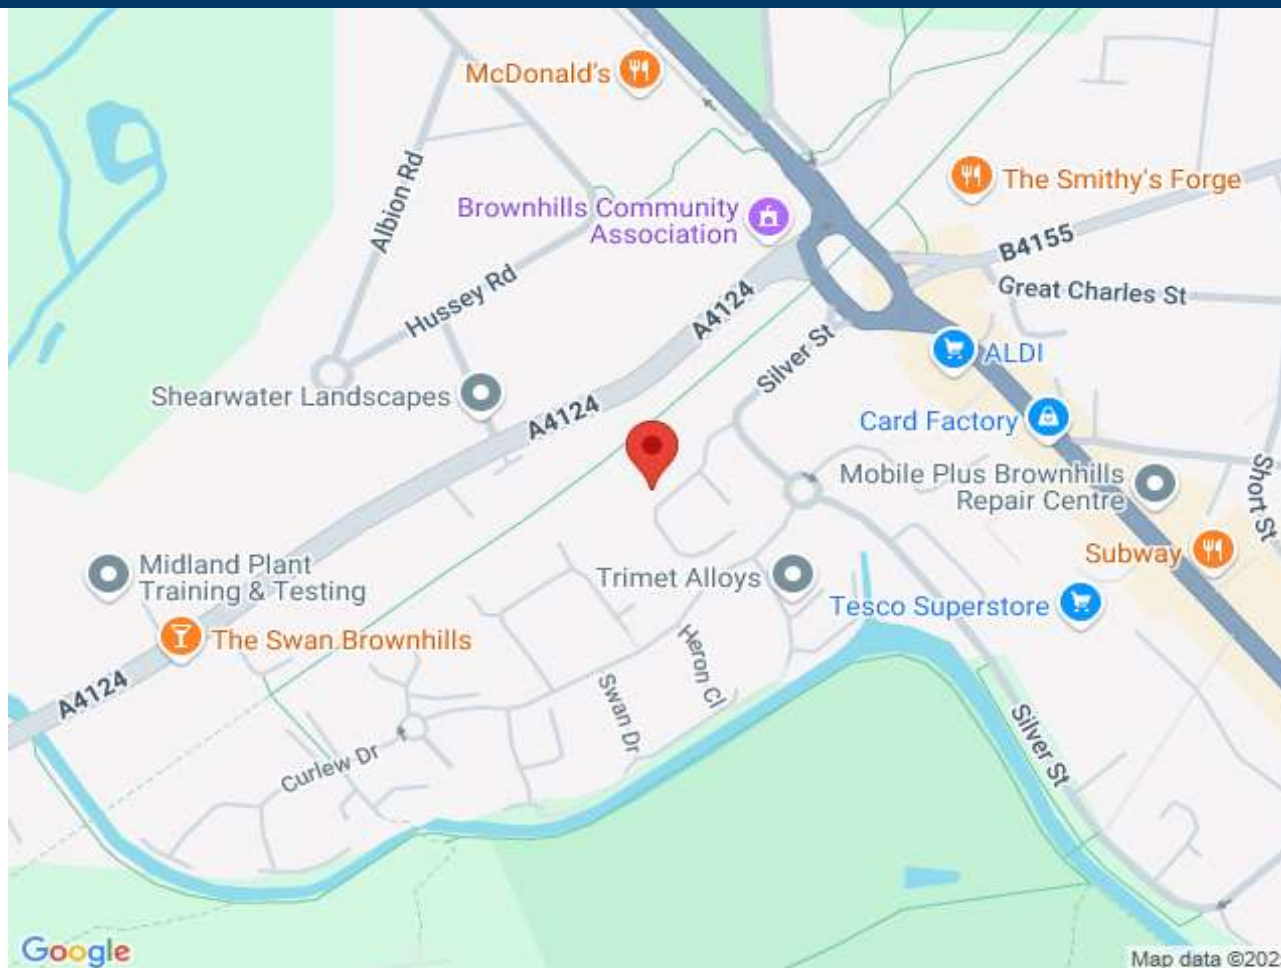 McDonald's
Albion Rd
The Smithy's Forge
Brownhills Community
Association
B4155
Hussey Rd
A4124
Great Charles St
Silver St
ALDI
Shearwater Landscapes
A4124
Card Factory
Mobile Plus Brownhills
Repair Centre
Short St
Subway
Midland Plant
Training & Testing
Trimet Alloys
Tesco Superstore
The Swan Brownhills
Heron Cl
A4124
Swan Dr
Silver St
Curlew Dr
Google
Map data ©202